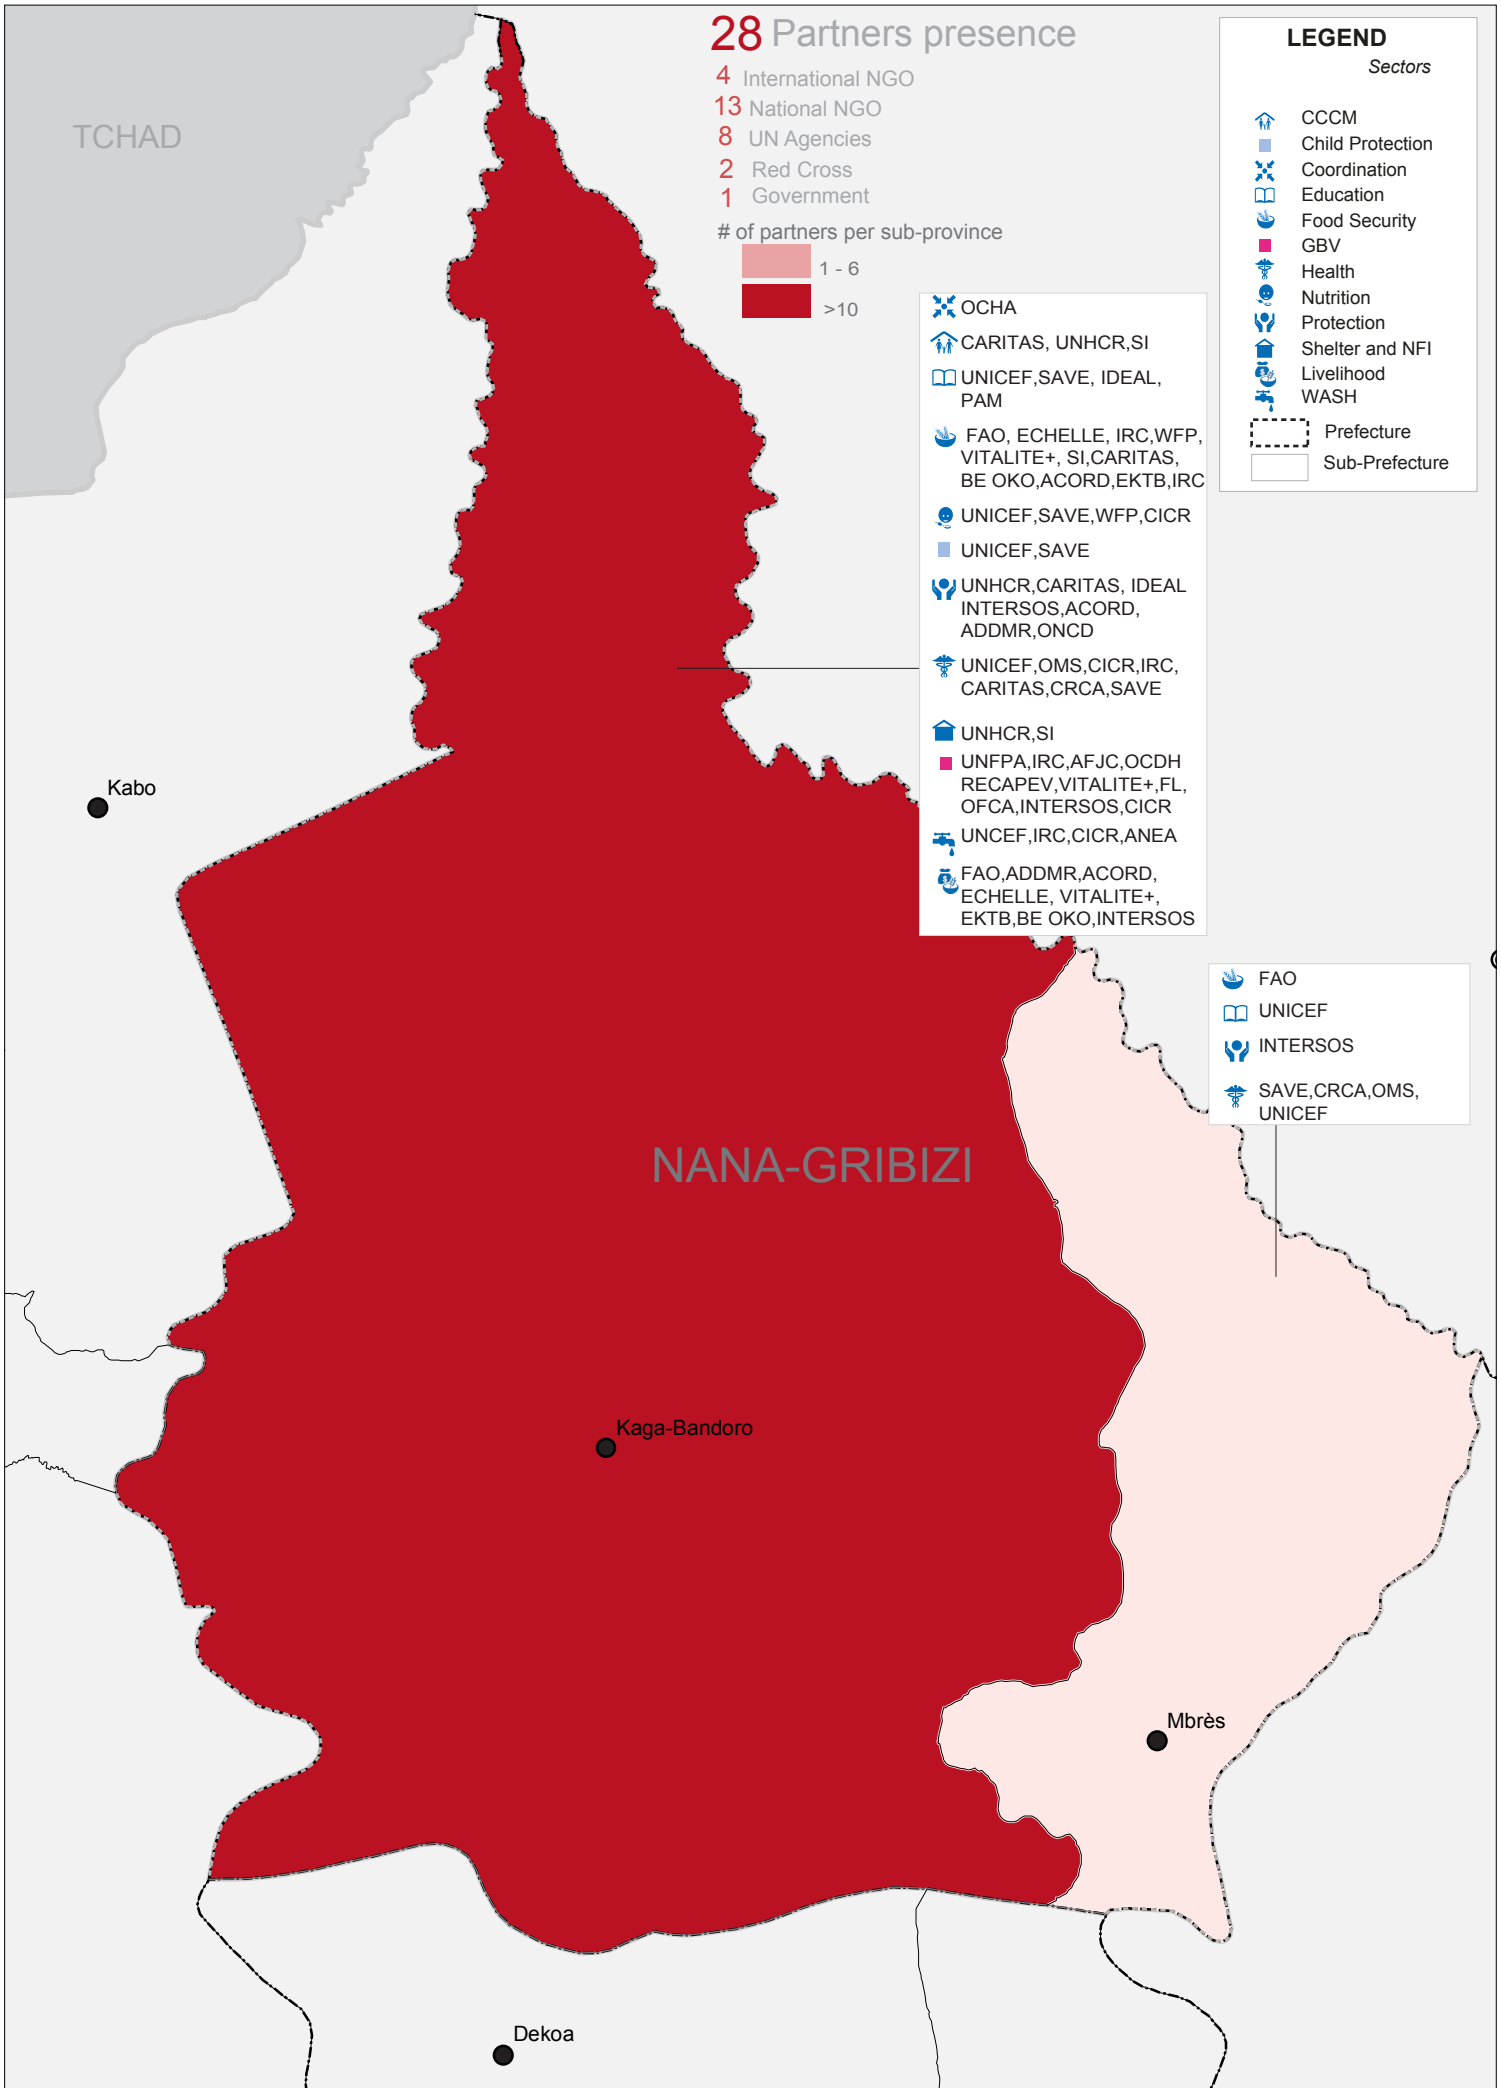 28 Partners presence
4 International NGO
13 National NGO
8 UN Agencies
2 Red Cross
1 Government
# of partners per sub-province
1 - 6
>10
LEGEND
Sectors
CCCM
Child Protection
Coordination
Education
Food Security
GBV
Health
Nutrition
Protection
Shelter and NFI
Livelihood
WASH
Prefecture
Sub-Prefecture
TCHAD
OCHA
CARITAS, UNHCR,SI
UNICEF,SAVE, IDEAL,
PAM
FAO, ECHELLE, IRC,WFP,
VITALITE+, SI,CARITAS,
BE OKO,ACORD,EKTB,IRC
UNICEF,SAVE,WFP,CICR
UNICEF,SAVE
UNHCR,CARITAS, IDEAL
INTERSOS,ACORD,
ADDMR,ONCD
UNICEF,OMS,CICR,IRC,
CARITAS,CRCA,SAVE
UNHCR,SI
UNFPA,IRC,AFJC,OCDH
RECAPEV,VITALITE+,FL,
OFCA,INTERSOS,CICR
UNCEF,IRC,CICR,ANEA
FAO,ADDMR,ACORD,
ECHELLE, VITALITE+,
EKTB,BE OKO,INTERSOS
Kabo
FAO
UNICEF
INTERSOS
SAVE,CRCA,OMS,
UNICEF
NANA-GRIBIZI
Kaga-Bandoro
Mbrès
Dekoa